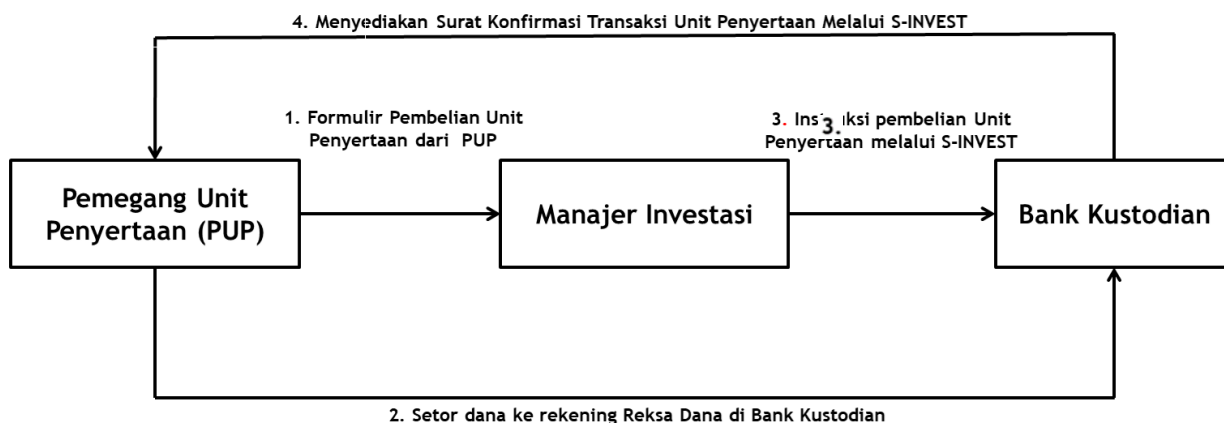 4. Menyediakan Surat Konfirmasi Transaksi Unit Penyertaan Melalui S-INVEST
1. Formulir Pembelian Unit
Penyertaan dari PUP
3. pembelian Unit
3.
Penyertaan melalui S-INVEST
Pemegang Unit
Penyertaan (PUP)
Manajer Investasi
Bank Kustodian
2. Setor dana ke rekening Reksa Dana di Bank Kustodian